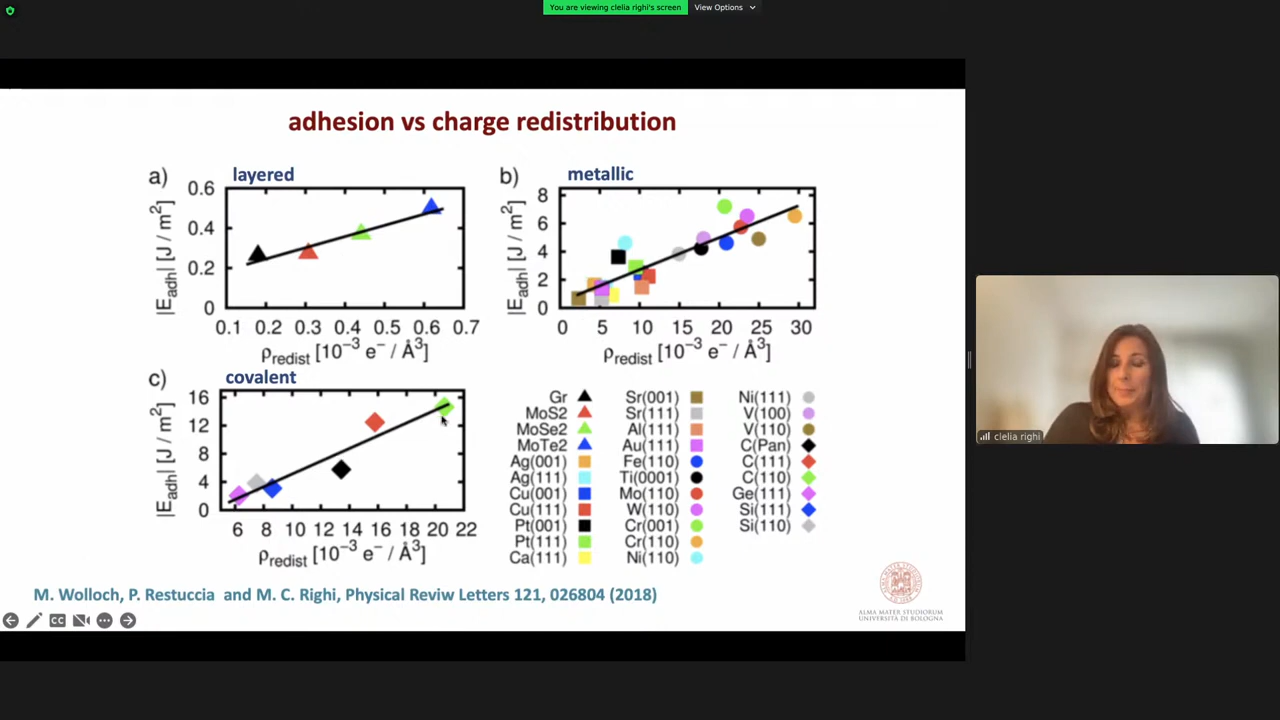 You are viewing clelia righi's screen
View Options
adhesion vs charge redistribution
a)
layered
|E_adh| [J / m²]
0.6
0.4
0.2
0
0.1 0.2 0.3 0.4 0.5 0.6 0.7
ρ_redist [10⁻³ e⁻ / Å³]
b)
metallic
|E_adh| [J / m²]
8
6
4
2
0
0 5 10 15 20 25 30
ρ_redist [10⁻³ e⁻ / Å³]
c)
covalent
|E_adh| [J / m²]
16
12
8
4
0
6 8 10 12 14 16 18 20 22
ρ_redist [10⁻³ e⁻ / Å³]
Gr
MoS2
MoSe2
MoTe2
Ag(001)
Ag(111)
Cu(001)
Cu(111)
Pt(001)
Pt(111)
Ca(111)
Sr(001)
Sr(111)
Al(111)
Au(111)
Fe(110)
Ti(0001)
Mo(110)
W(110)
Cr(001)
Cr(110)
Ni(110)
Ni(111)
V(100)
V(110)
C(Pan)
C(111)
C(110)
Ge(111)
Si(111)
Si(110)
M. Wolloch, P. Restuccia and M. C. Righi, Physical Reviw Letters 121, 026804 (2018)
CC
ALMA MATER STUDIORUM
UNIVERSITÀ DI BOLOGNA
clelia righi